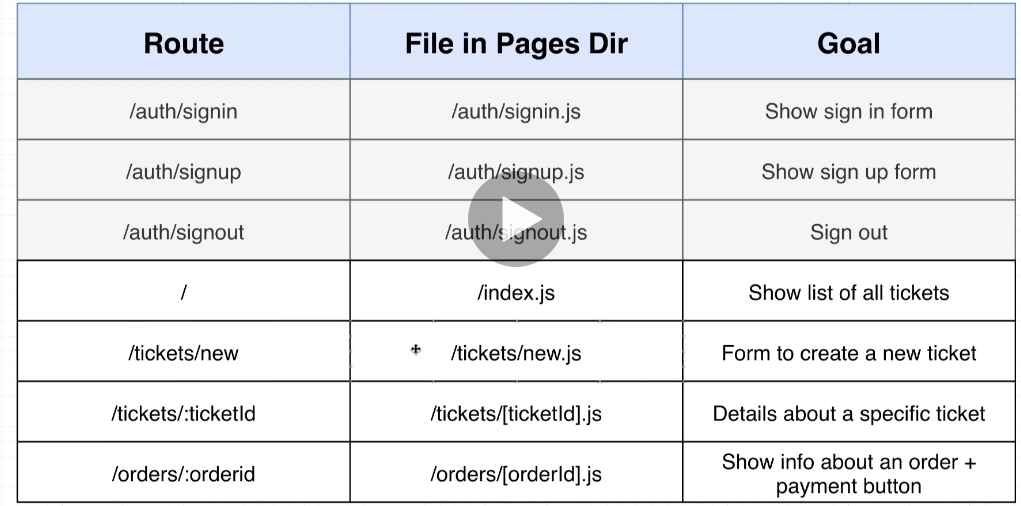 Route File in Pages Dir Goal
/auth/signin /auth/signin.js Show sign in form
/auth/signup /auth/signup.js Show sign up form
/auth/signout /auth/signout.js Sign out
/ /index.js Show list of all tickets
/tickets/new /tickets/new.js Form to create a new ticket
/tickets/:ticketId /tickets/[ticketId].js Details about a specific ticket
/orders/:orderid /orders/[orderId].js Show info about an order +
payment button